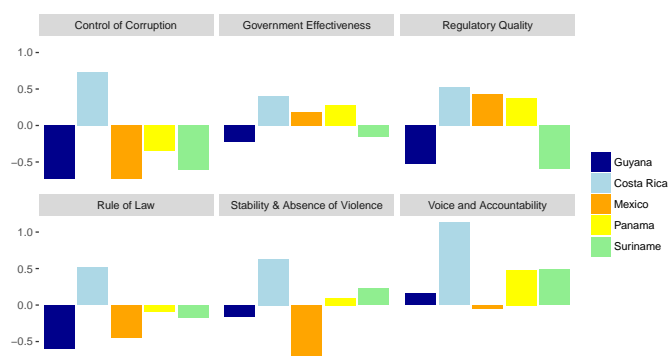 Control of Corruption
Government Effectiveness
Regulatory Quality
1.0
0.5
0.0
−0.5
Rule of Law
Stability & Absence of Violence
Voice and Accountability
1.0
0.5
0.0
−0.5
Guyana
Costa Rica
Mexico
Panama
Suriname